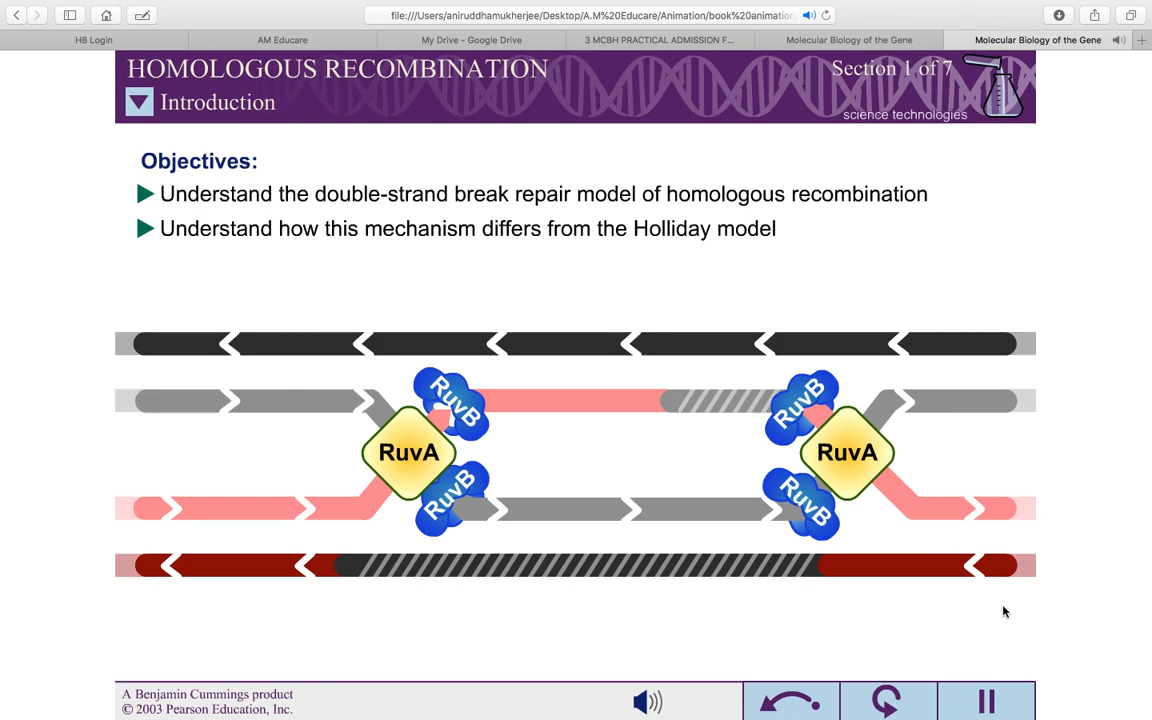 file:///Users/aniruddhamukherjee/Desktop/A.M%20Educare/Animation/book%20animation
H8 Login
AM Educare
My Drive - Google Drive
3 MCBH PRACTICAL ADMISSION F...
Molecular Biology of the Gene
Molecular Biology of the Gene
HOMOLOGOUS RECOMBINATION
Section 1 of 7
Introduction
science technologies
Objectives:
Understand the double-strand break repair model of homologous recombination
Understand how this mechanism differs from the Holliday model
RuvB
RuvB
RuvA
RuvA
RuvB
RuvB
A Benjamin Cummings product
© 2003 Pearson Education, Inc.